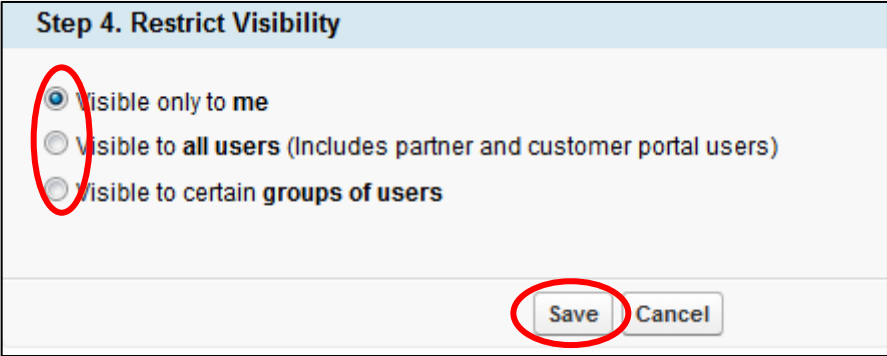 Step 4. Restrict Visibility
Visible only to me
Visible to all users (Includes partner and customer portal users)
Visible to certain groups of users
Save Cancel